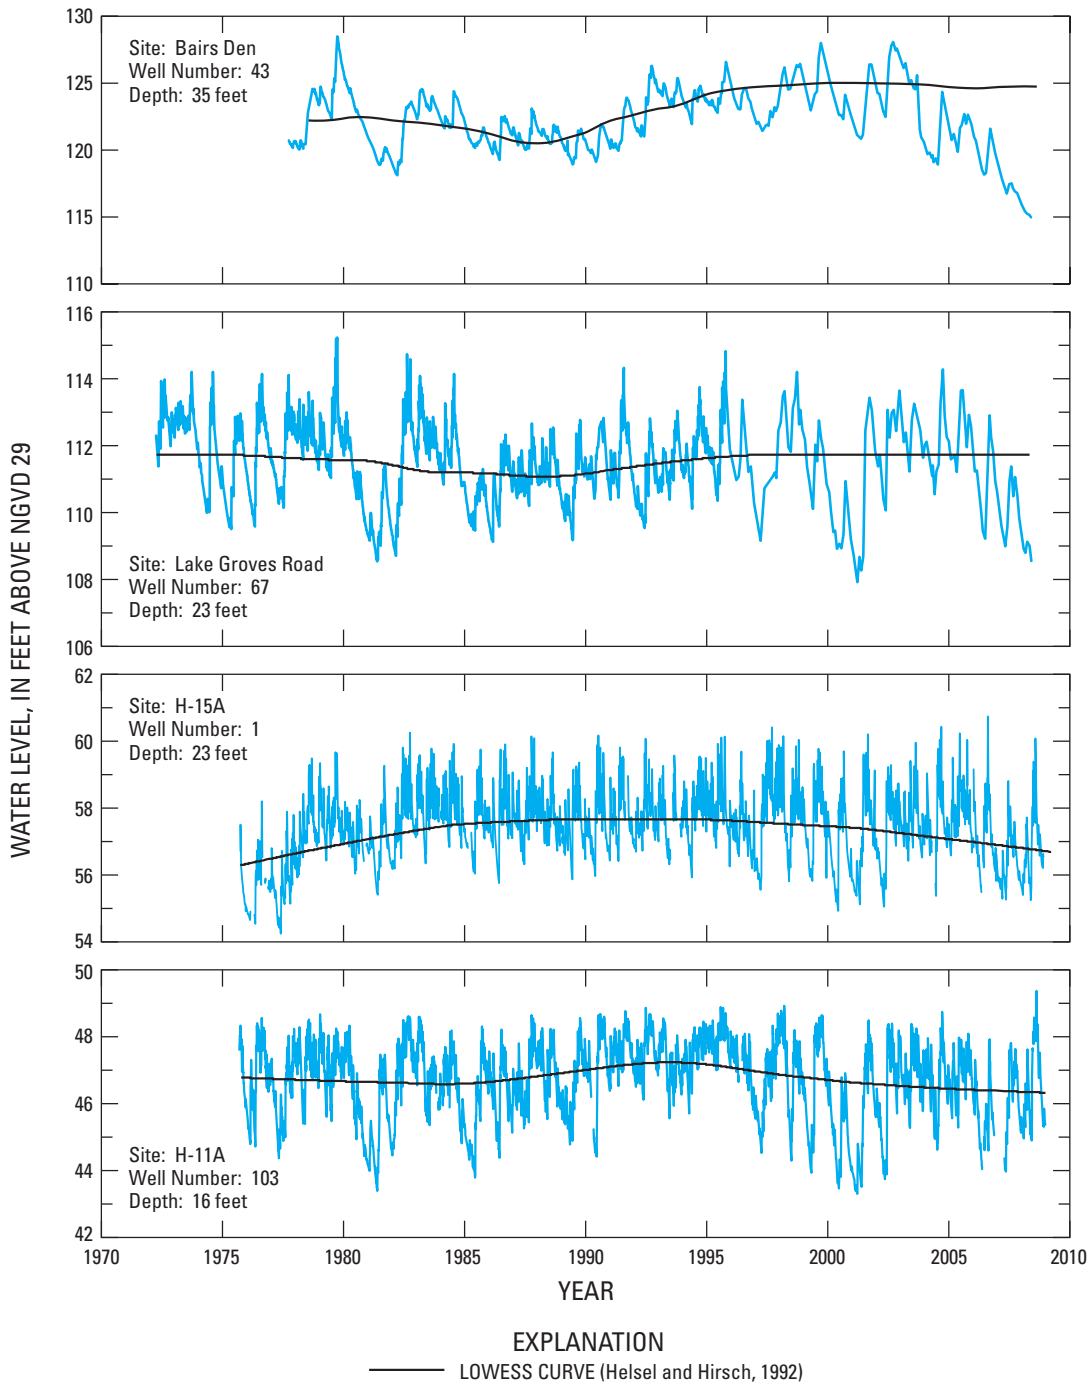 WATER LEVEL, IN FEET ABOVE NGVD 29
130
125
120
115
110
Site: Bairs Den
Well Number: 43
Depth: 35 feet
116
114
112
110
108
106
Site: Lake Groves Road
Well Number: 67
Depth: 23 feet
62
60
58
56
54
Site: H-15A
Well Number: 1
Depth: 23 feet
50
48
46
44
42
Site: H-11A
Well Number: 103
Depth: 16 feet
1970 1975 1980 1985 1990 1995 2000 2005 2010
YEAR
EXPLANATION
LOWESS CURVE (Helsel and Hirsch, 1992)